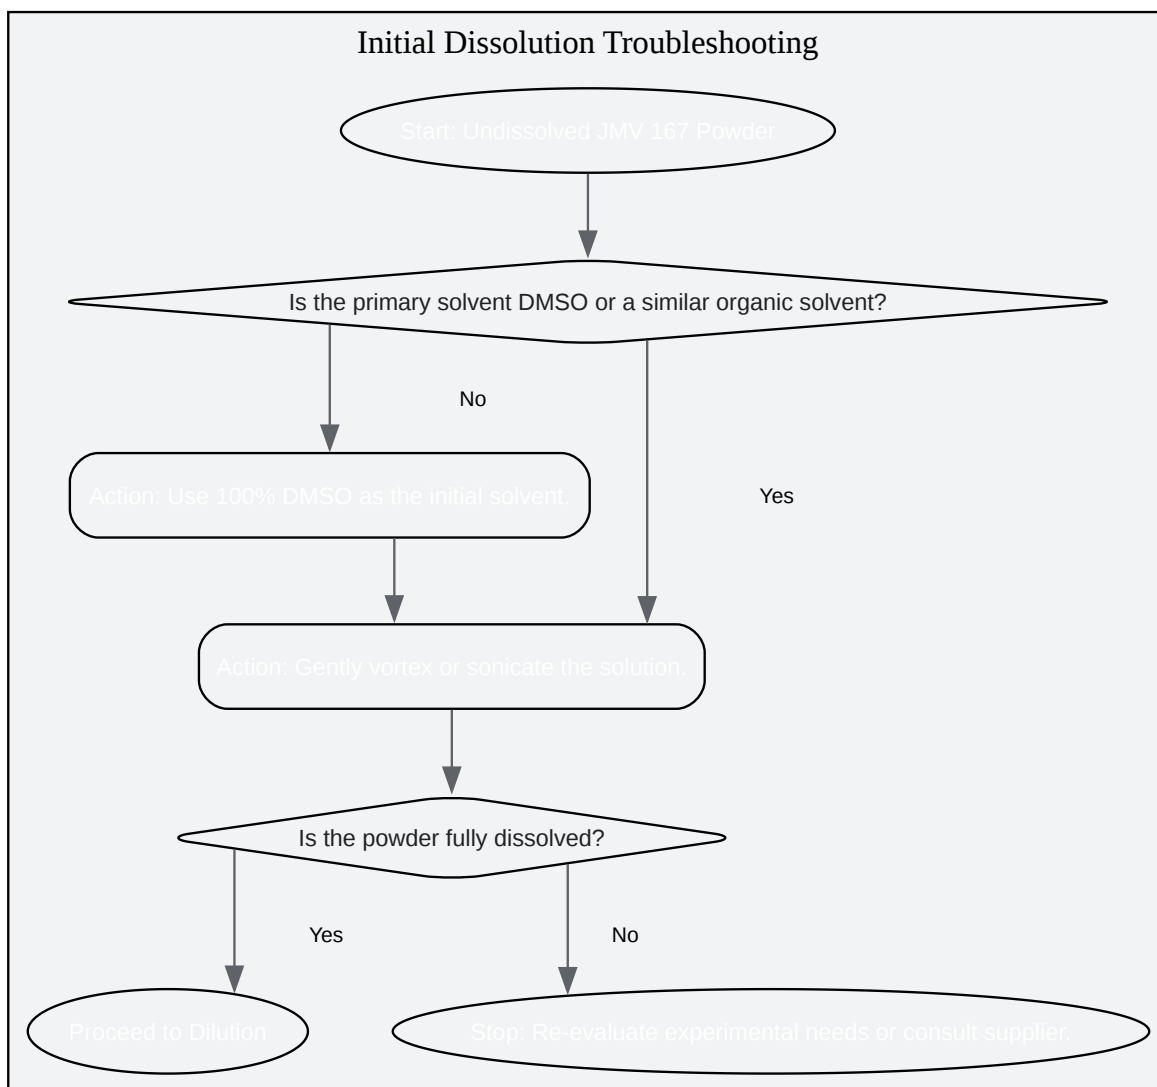 Initial Dissolution Troubleshooting
Start: Undissolved JMV 167 Powder
Is the primary solvent DMSO or a similar organic solvent?
No
Action: Use 100% DMSO as the initial solvent.
Yes
Action: Gently vortex or sonicate the solution.
Is the powder fully dissolved?
Yes
No
Proceed to Dilution
Stop: Re-evaluate experimental needs or consult supplier.